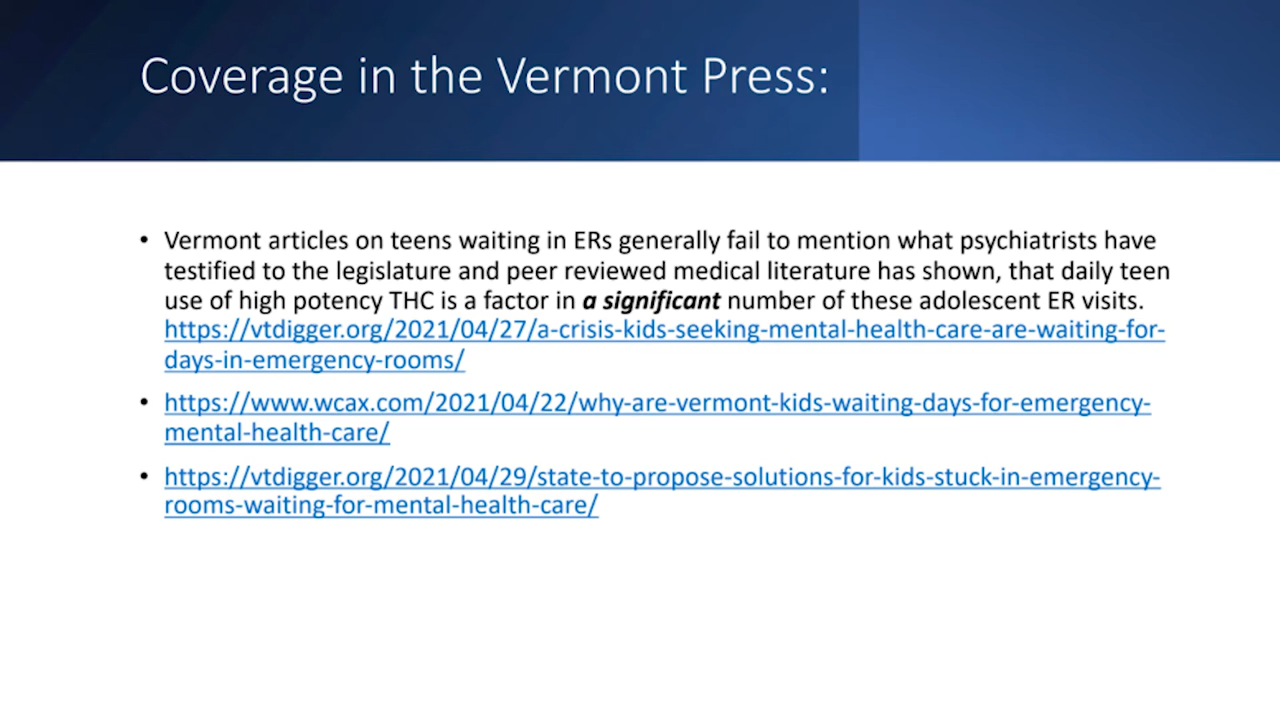 Coverage in the Vermont Press:
• Vermont articles on teens waiting in ERs generally fail to mention what psychiatrists have
testified to the legislature and peer reviewed medical literature has shown, that daily teen
use of high potency THC is a factor in a significant number of these adolescent ER visits.
https://vtdigger.org/2021/04/27/a-crisis-kids-seeking-mental-health-care-are-waiting-for-
days-in-emergency-rooms/
• https://www.wcax.com/2021/04/22/why-are-vermont-kids-waiting-days-for-emergency-
mental-health-care/
• https://vtdigger.org/2021/04/29/state-to-propose-solutions-for-kids-stuck-in-emergency-
rooms-waiting-for-mental-health-care/